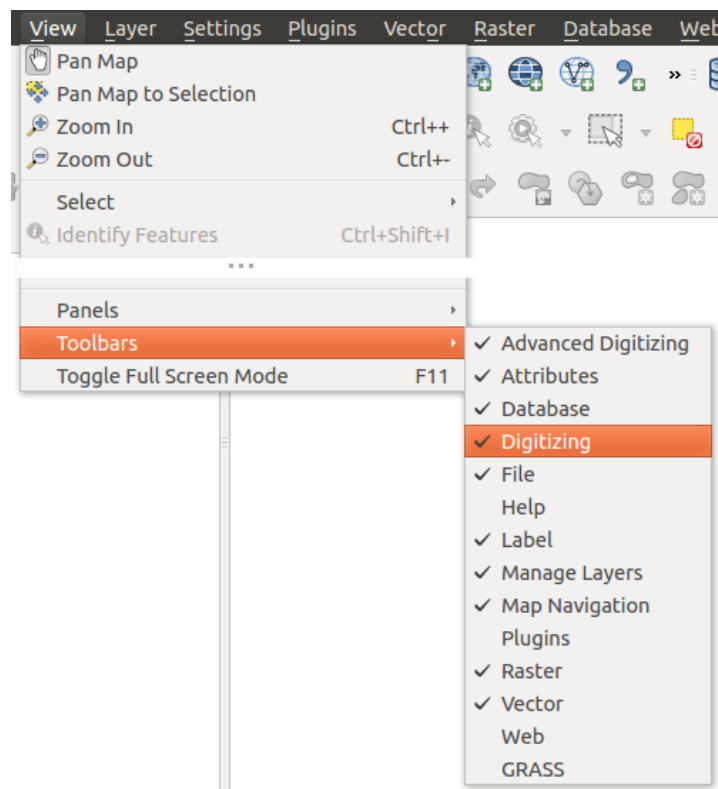 View Layer Settings Plugins Vector Raster Database Web
Pan Map
Pan Map to Selection
Zoom In Ctrl++
Zoom Out Ctrl+-
Select
Identify Features Ctrl+Shift+I
...
Panels
Toolbars
Toggle Full Screen Mode F11
Advanced Digitizing
Attributes
Database
Digitizing
File
Help
Label
Manage Layers
Map Navigation
Plugins
Raster
Vector
Web
GRASS